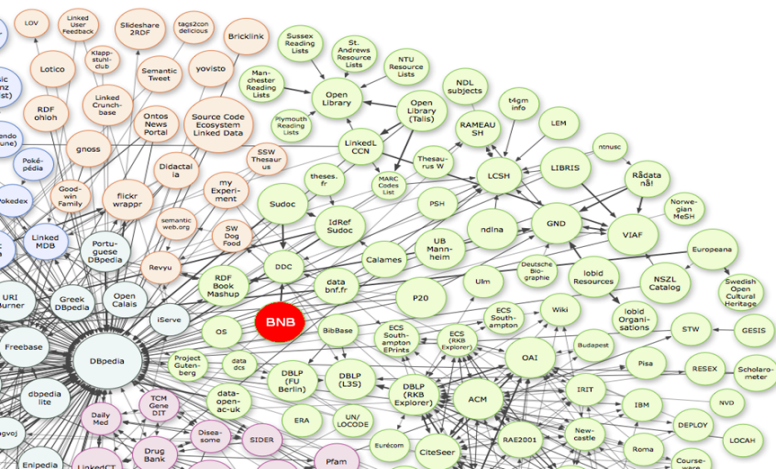 LOV
Linked
User
Feedback
Slideshare
2RDF
tags2con
delicious
Bricklink
Sussex
Reading
Lists
St.
Andrews
Resource
Lists
NTU
Resource
Lists
Lotico
Klapp-
stuhl-
club
Semantic
Tweet
yovisto
Man-
chester
Reading
Lists
Open
Library
NDL
subjects
RDF
ohloh
Linked
Crunch-
base
Ontos
News
Portal
Source Code
Ecosystem
Linked Data
Plymouth
Reading
Lists
Open
Library
(Talis)
RAMEAU
SH
t4gm
info
LEM
gnoss
LinkedL
CCN
Poké-
pédia
Didactal
ia
SSW
Thesaur
us
theses.
fr
MARC
Codes
List
Thesau-
rus W
LCSH
LIBRIS
ntnusc
Rådata
nå!
Pokedex
Good-
win
Family
flickr
wrappr
my
Experi-
ment
Sudoc
IdRef
Sudoc
PSH
ndlna
GND
VIAF
Norwe-
gian
MeSH
semantic
web.org
SW
Dog
Food
Linked
MDB
Portu-
guese
DBpedia
Revyu
RDF
Book
Mashup
DDC
Calames
UB
Mann-
heim
Deutsche
Bio-
graphie
lobid
Resources
NSZL
Catalog
Europeana
Swedish
Open
Cultural
Heritage
URI
Burner
Greek
DBpedia
Open
Calais
iServe
BNB
data
bnf.fr
P20
Ulm
ECS
South-
ampton
Wiki
lobid
Organi-
sations
STW
GESIS
Freebase
DBpedia
OS
BibBase
ECS
South-
ampton
EPrints
ECS
(RKB
Explorer)
OAI
Budapest
Pisa
RESEX
Scholaro-
meter
Project
Guten-
berg
data
dcs
DBLP
(FU
Berlin)
DBLP
(L3S)
DBLP
(RKB
Explorer)
ACM
IRIT
IBM
NVD
dbpedia
lite
Daily
Med
TCM
Gene
DIT
data-
open-
ac-uk
ERA
UN/
LOCODE
Eurécom
CiteSeer
RAE2001
New-
castle
DEPLOY
LOCAH
Enipedia
LinkedCT
Drug
Bank
Disea-
some
SIDER
Pfam
Roma
Course-
ware